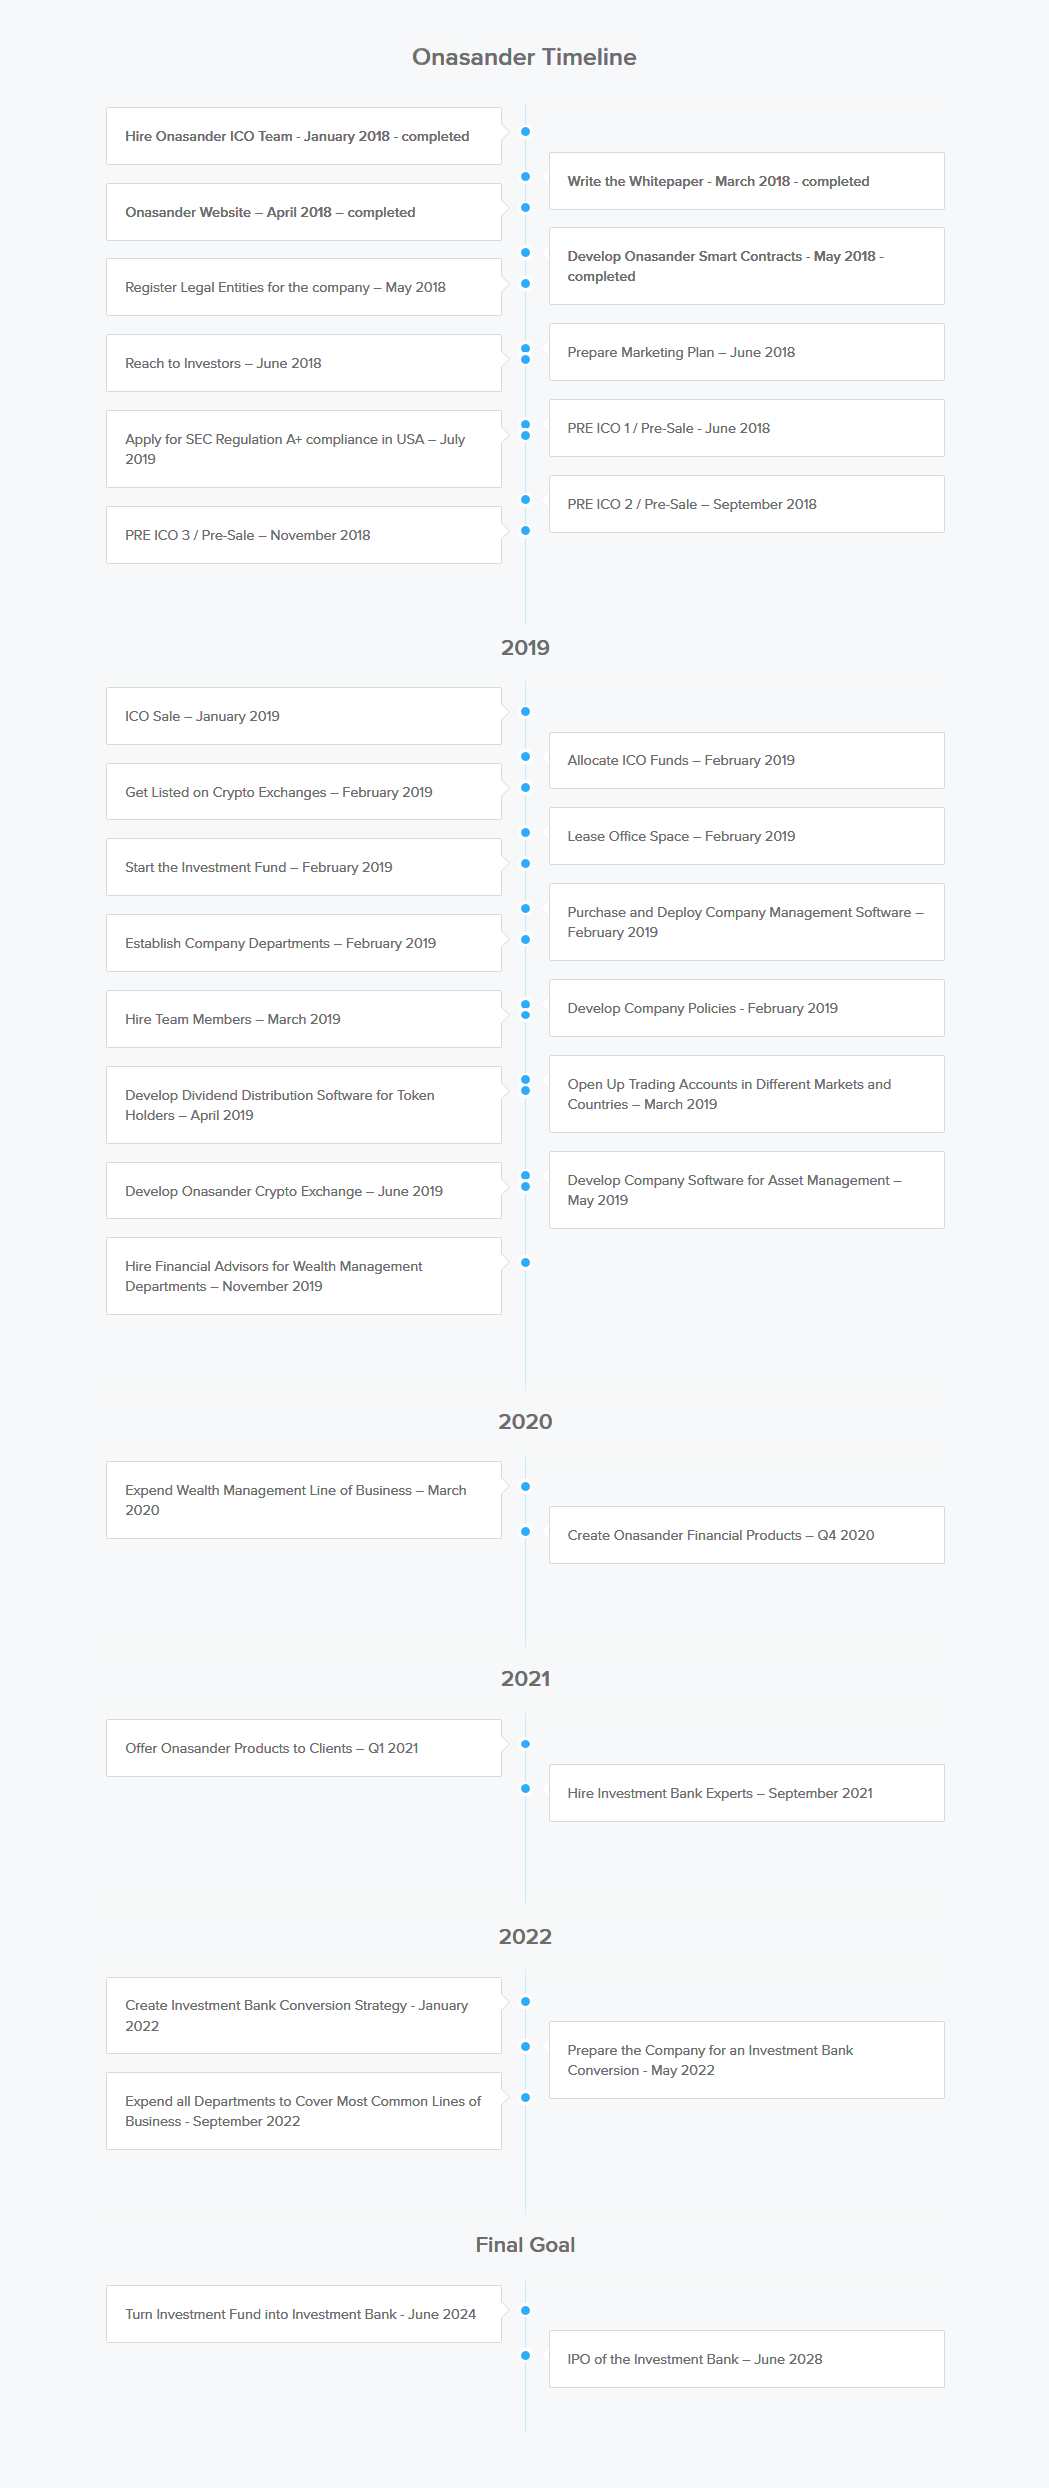 Onasander Timeline
Hire Onasander ICO Team - January 2018 - completed
Write the Whitepaper - March 2018 - completed
Onasander Website – April 2018 – completed
Develop Onasander Smart Contracts - May 2018 -
completed
Register Legal Entities for the company – May 2018
Prepare Marketing Plan – June 2018
Reach to Investors – June 2018
PRE ICO 1 / Pre-Sale - June 2018
Apply for SEC Regulation A+ compliance in USA – July
2019
PRE ICO 2 / Pre-Sale – September 2018
PRE ICO 3 / Pre-Sale – November 2018
2019
ICO Sale – January 2019
Allocate ICO Funds – February 2019
Get Listed on Crypto Exchanges – February 2019
Lease Office Space – February 2019
Start the Investment Fund – February 2019
Purchase and Deploy Company Management Software –
February 2019
Establish Company Departments – February 2019
Develop Company Policies - February 2019
Hire Team Members – March 2019
Open Up Trading Accounts in Different Markets and
Countries – March 2019
Develop Dividend Distribution Software for Token
Holders – April 2019
Develop Company Software for Asset Management –
May 2019
Develop Onasander Crypto Exchange – June 2019
Hire Financial Advisors for Wealth Management
Departments – November 2019
2020
Expend Wealth Management Line of Business – March
2020
Create Onasander Financial Products – Q4 2020
2021
Offer Onasander Products to Clients – Q1 2021
Hire Investment Bank Experts – September 2021
2022
Create Investment Bank Conversion Strategy - January
2022
Prepare the Company for an Investment Bank
Conversion - May 2022
Expend all Departments to Cover Most Common Lines of
Business - September 2022
Final Goal
Turn Investment Fund into Investment Bank - June 2024
IPO of the Investment Bank – June 2028